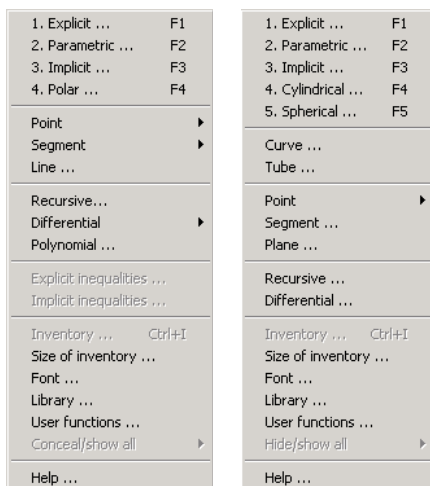 1. Explicit ... F1
2. Parametric ... F2
3. Implicit ... F3
4. Polar ... F4
Point
Segment
Line ...
Recursive...
Differential
Polynomial ...
Explicit inequalities ...
Implicit inequalities ...
Inventory ... Ctrl+I
Size of inventory ...
Font ...
Library ...
User functions ...
Conceal/show all
Help ...
1. Explicit ... F1
2. Parametric ... F2
3. Implicit ... F3
4. Cylindrical ... F4
5. Spherical ... F5
Curve ...
Tube ...
Point
Segment ...
Plane ...
Recursive ...
Differential ...
Inventory ... Ctrl+I
Size of inventory ...
Font ...
Library ...
User functions ...
Hide/show all
Help ...